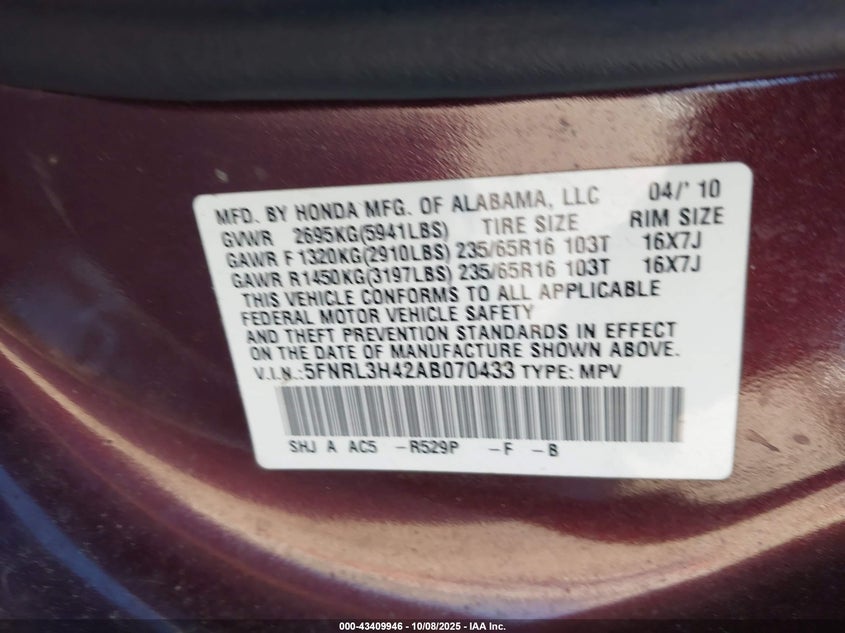 MFD. BY HONDA MFG. OF ALABAMA, LLC 04/' 10
GVWR 2695KG(5941LBS) TIRE SIZE RIM SIZE
GAWR F 1320KG(2910LBS) 235/65R16 103T 16X7J
GAWR R1450KG(3197LBS) 235/65R16 103T 16X7J
THIS VEHICLE CONFORMS TO ALL APPLICABLE
FEDERAL MOTOR VEHICLE SAFETY
AND THEFT PREVENTION STANDARDS IN EFFECT
ON THE DATE OF MANUFACTURE SHOWN ABOVE.
V.I.N.:5FNRL3H42AB070433 TYPE: MPV
SHJ A AC5 -R529P -F -B
000-43409946 - 10/08/2025 - IAA Inc.